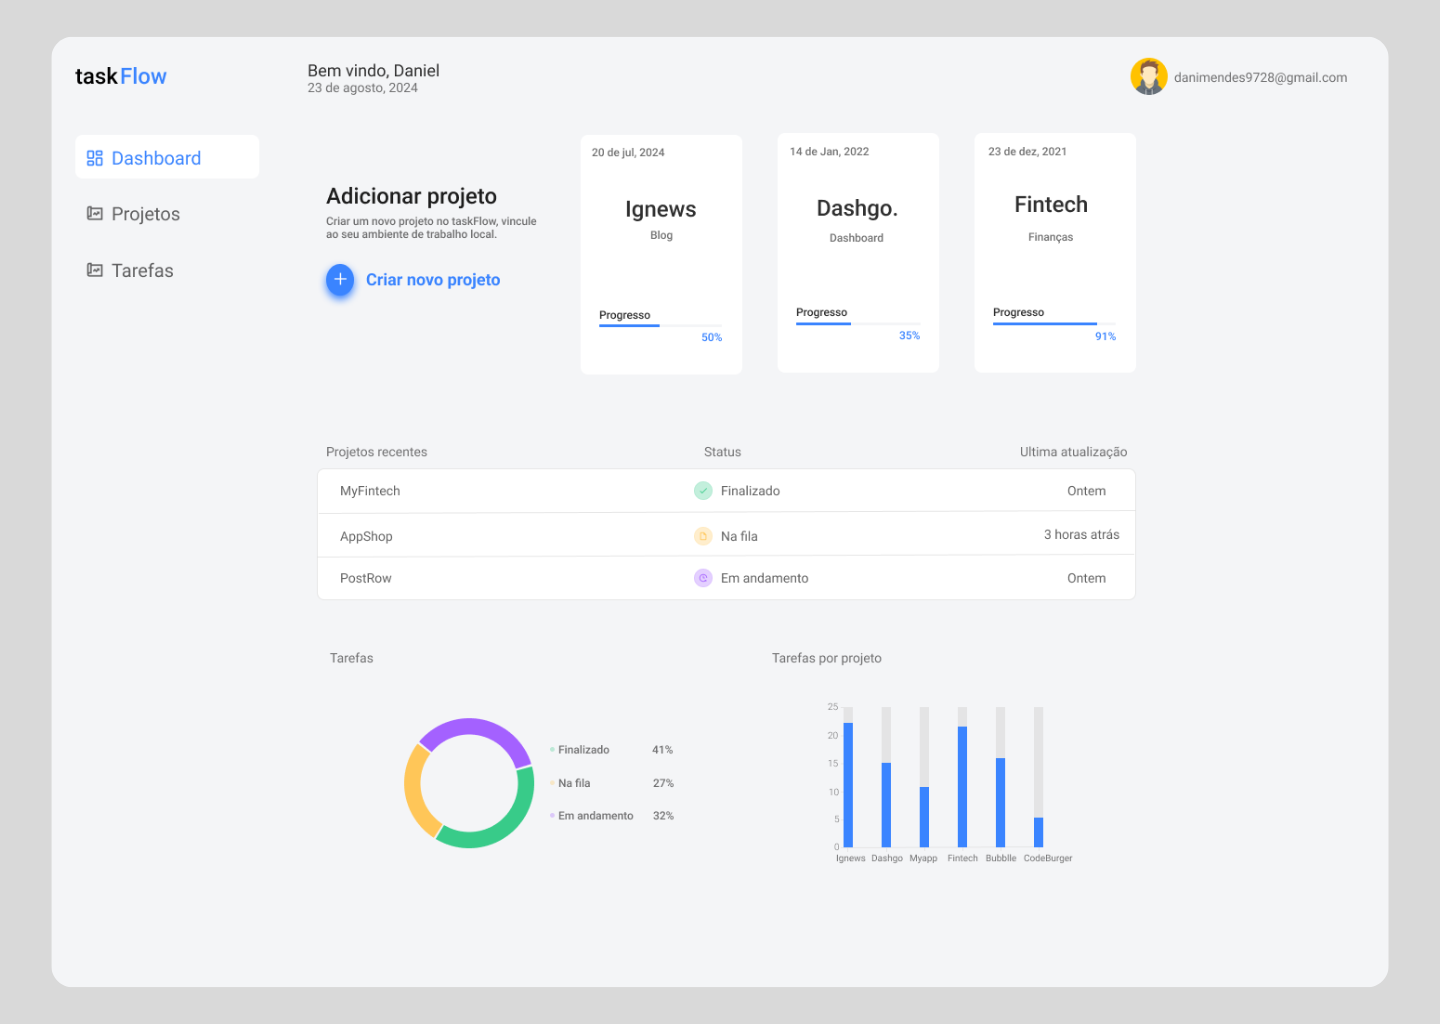 taskFlow
Bem vindo, Daniel
23 de agosto, 2024
danimendes9728@gmail.com
Dashboard
Projetos
Tarefas
Adicionar projeto
Criar um novo projeto no taskFlow, vincule
ao seu ambiente de trabalho local.
Criar novo projeto
20 de jul, 2024
Ignews
Blog
Progresso
50%
14 de Jan, 2022
Dashgo.
Dashboard
Progresso
35%
23 de dez, 2021
Fintech
Finanças
Progresso
91%
Projetos recentes Status Ultima atualização
MyFintech Finalizado Ontem
AppShop Na fila 3 horas atrás
PostRow Em andamento Ontem
Tarefas
Finalizado 41%
Na fila 27%
Em andamento 32%
Tarefas por projeto
25
20
15
10
5
0
Ignews Dashgo Myapp Fintech Bubblle CodeBurger